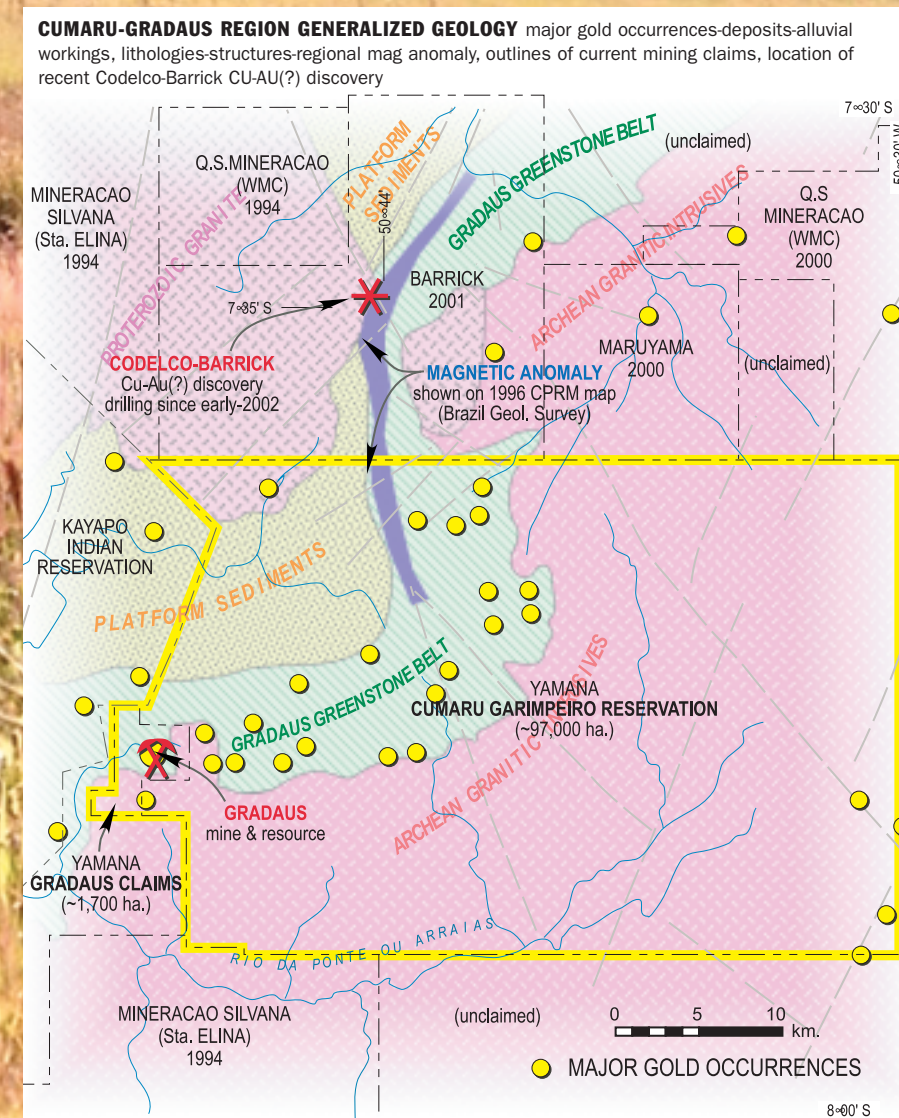 CUMARU-GRADAUS REGION GENERALIZED GEOLOGY major gold occurrences-deposits-alluvial
workings, lithologies-structures-regional mag anomaly, outlines of current mining claims, location of
recent Codelco-Barrick CU-AU(?) discovery
7∞30' S
(unclaimed)
PLATFORM
SEDIMENTS
GRADAUS GREENSTONE BELT
Q.S.MINERACAO
(WMC)
1994
MINERACAO
SILVANA
(Sta. ELINA)
1994
PROTEROZOIC GRANITE
50∞44'
ARCHEAN GRANITIC INTRUSIVES
Q.S
MINERACAO
(WMC)
2000
BARRICK
2001
7∞35' S
CODELCO-BARRICK
Cu-Au(?) discovery
drilling since early-2002
MAGNETIC ANOMALY
shown on 1996 CPRM map
(Brazil Geol. Survey)
MARUYAMA
2000
(unclaimed)
KAYAPO
INDIAN
RESERVATION
PLATFORM SEDIMENTS
GRADAUS GREENSTONE BELT
YAMANA
CUMARU GARIMPEIRO RESERVATION
(~97,000 ha.)
ARCHEAN GRANITIC INTRUSIVES
GRADAUS
mine & resource
YAMANA
GRADAUS CLAIMS
(~1,700 ha.)
RIO DA PONTE OU ARRAIAS
MINERACAO SILVANA
(Sta. ELINA)
1994
(unclaimed)
0 5 10
km.
MAJOR GOLD OCCURRENCES
8∞00' S